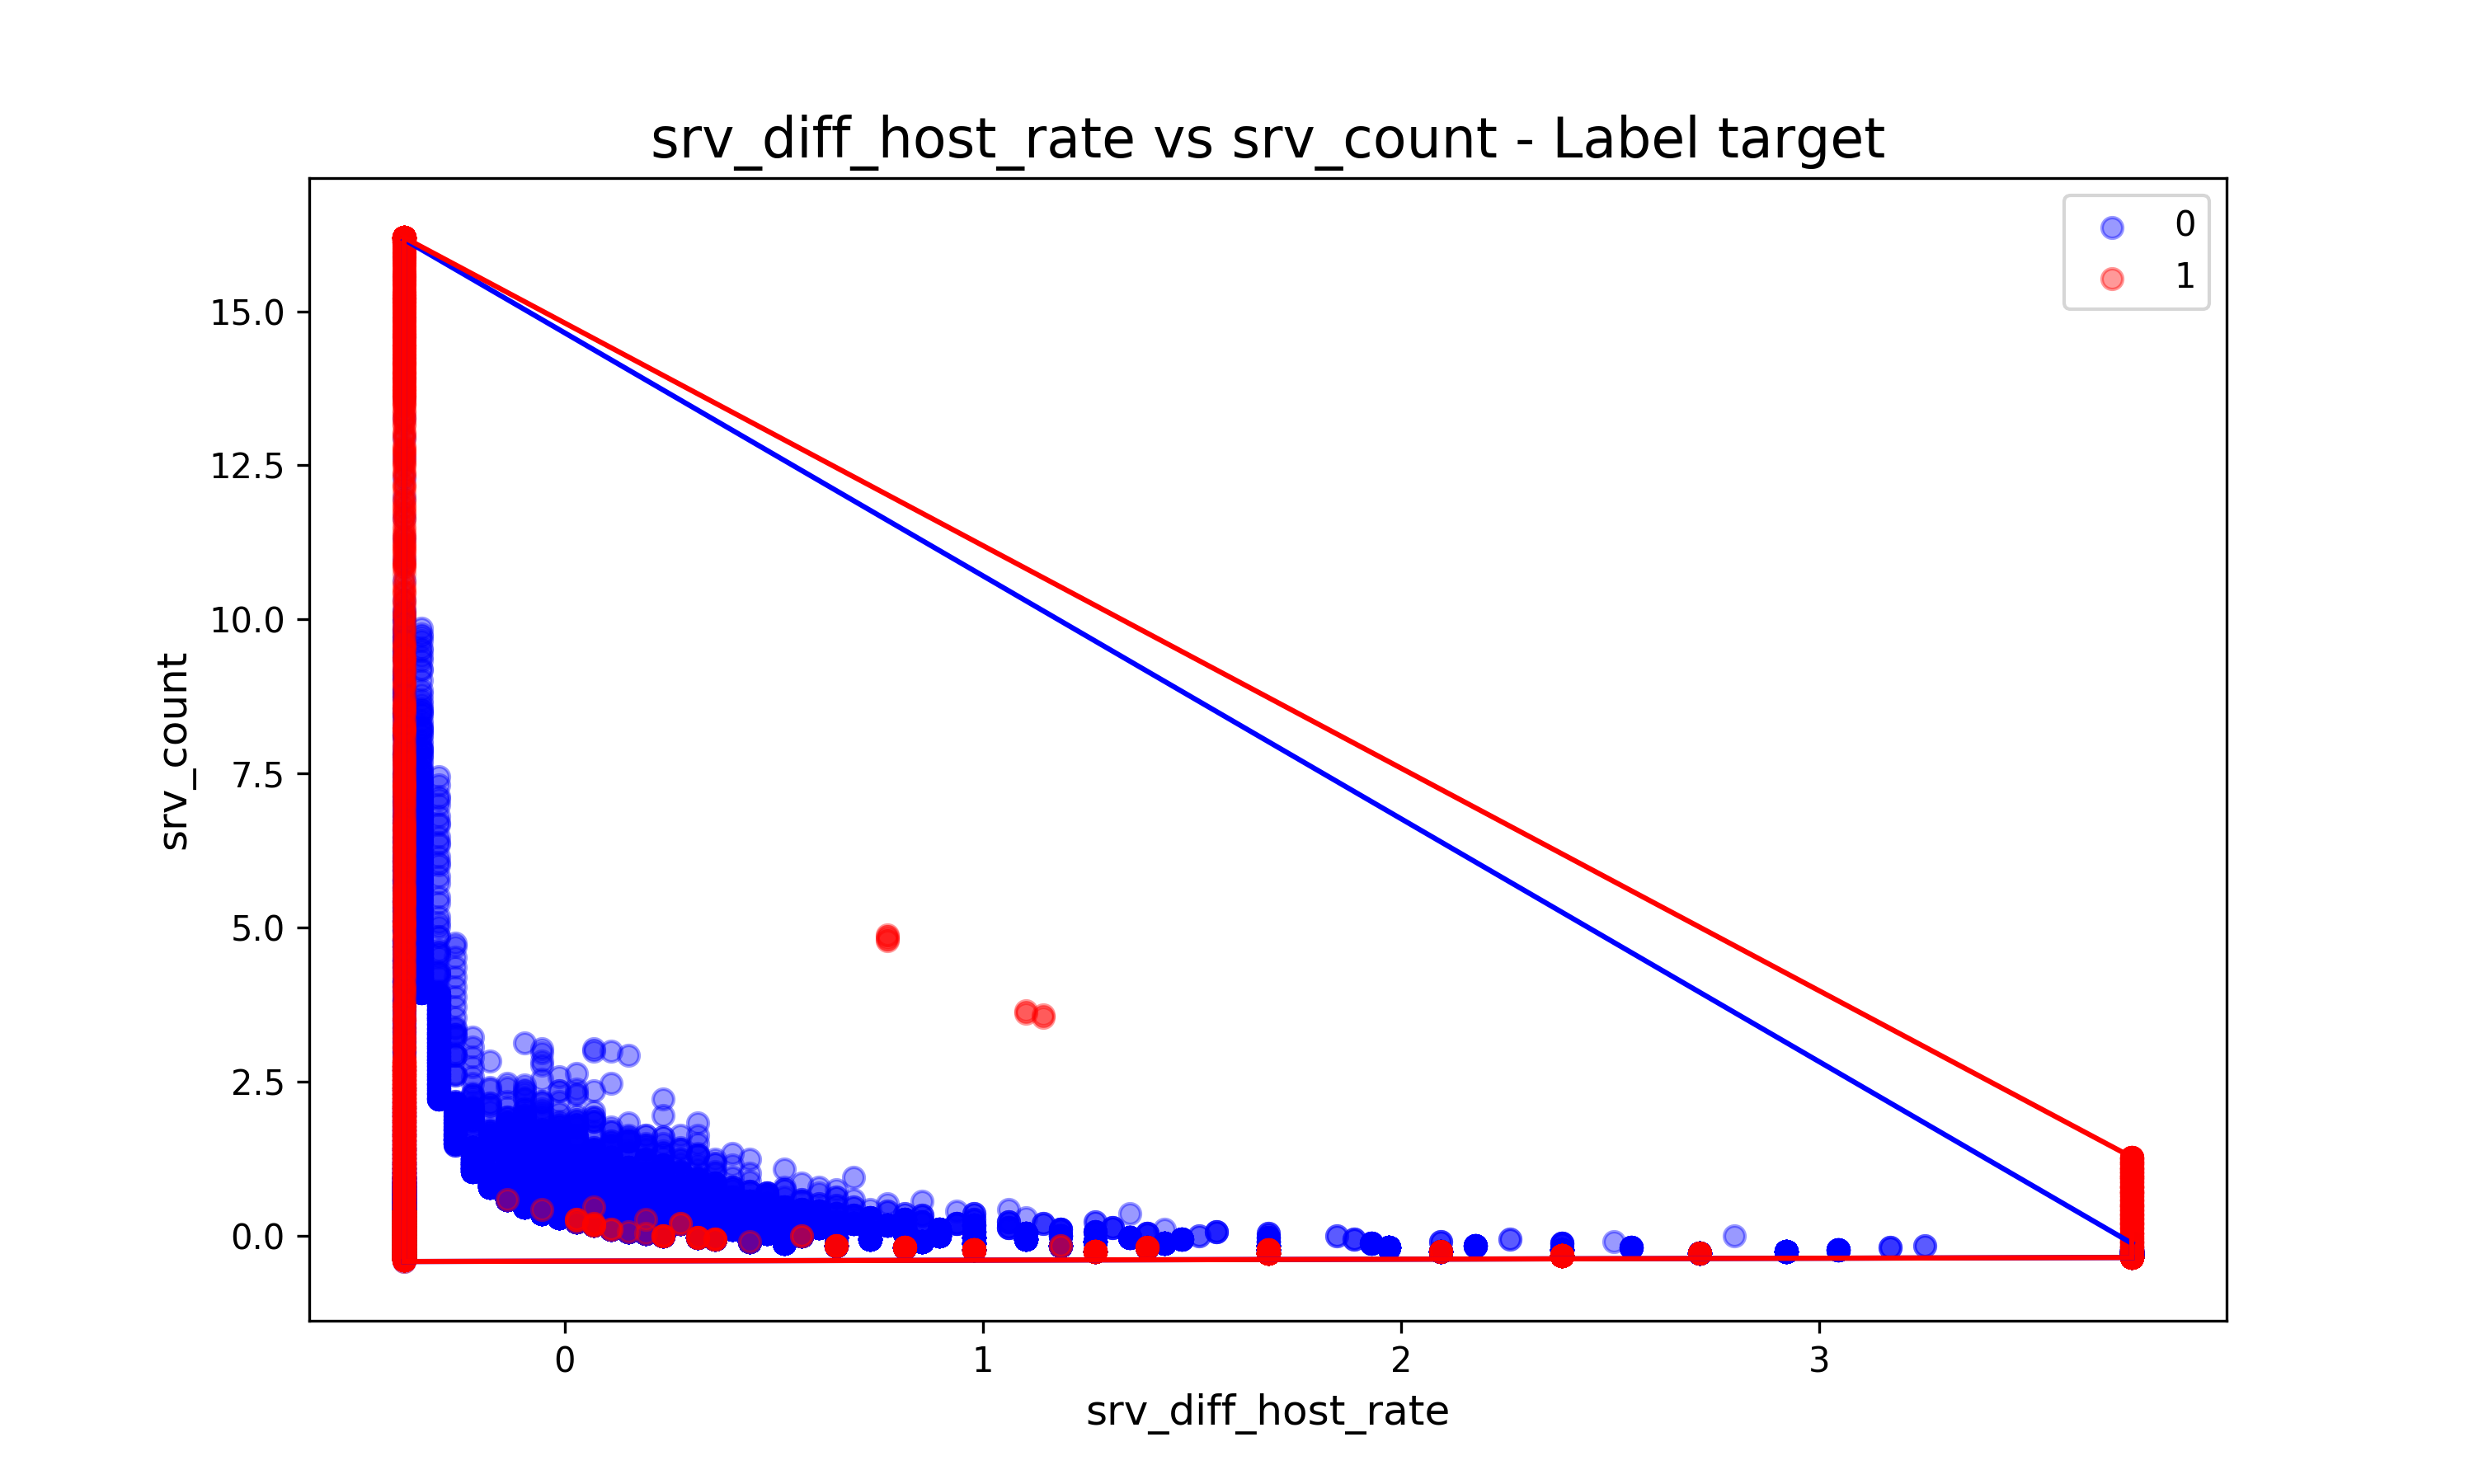 srv_diff_host_rate vs srv_count - Label target
0
1
15.0
12.5
10.0
7.5
5.0
2.5
0.0
srv_count
0 1 2 3
srv_diff_host_rate